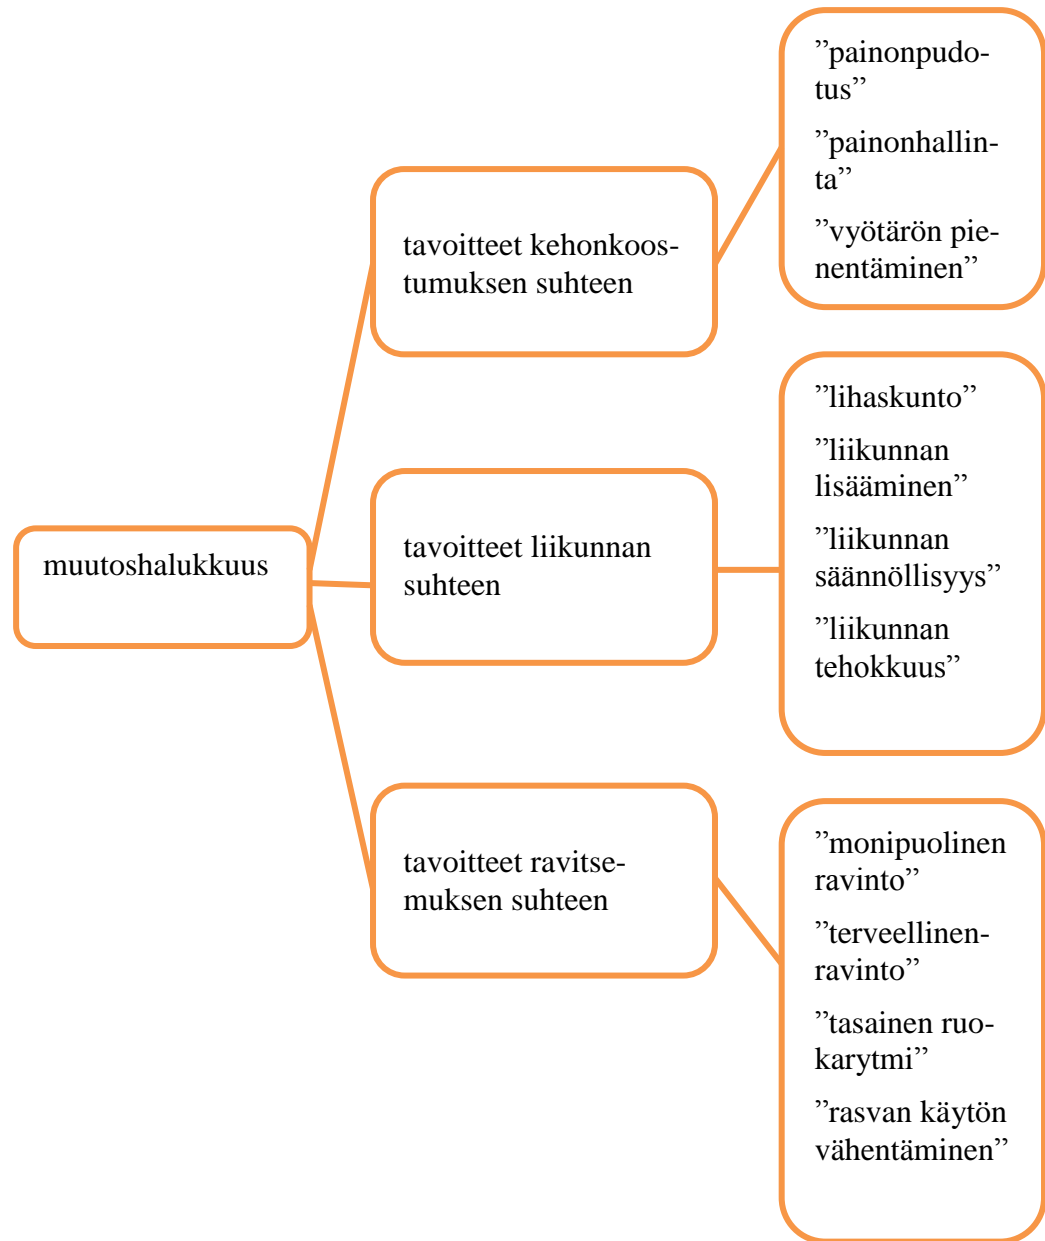 muutoshalukkuus
tavoitteet kehonkoos-
tumuksen suhteen
”painonpudo-
tus”
”painonhallin-
ta”
”vyötärön pie-
nentäminen”
tavoitteet liikunnan
suhteen
”lihaskunto”
”liikunnan
lisääminen”
”liikunnan
säännöllisyys”
”liikunnan
tehokkuus”
tavoitteet ravitse-
muksen suhteen
”monipuolinen
ravinto”
”terveellinen-
ravinto”
”tasainen ruo-
karytmi”
”rasvan käytön
vähentäminen”